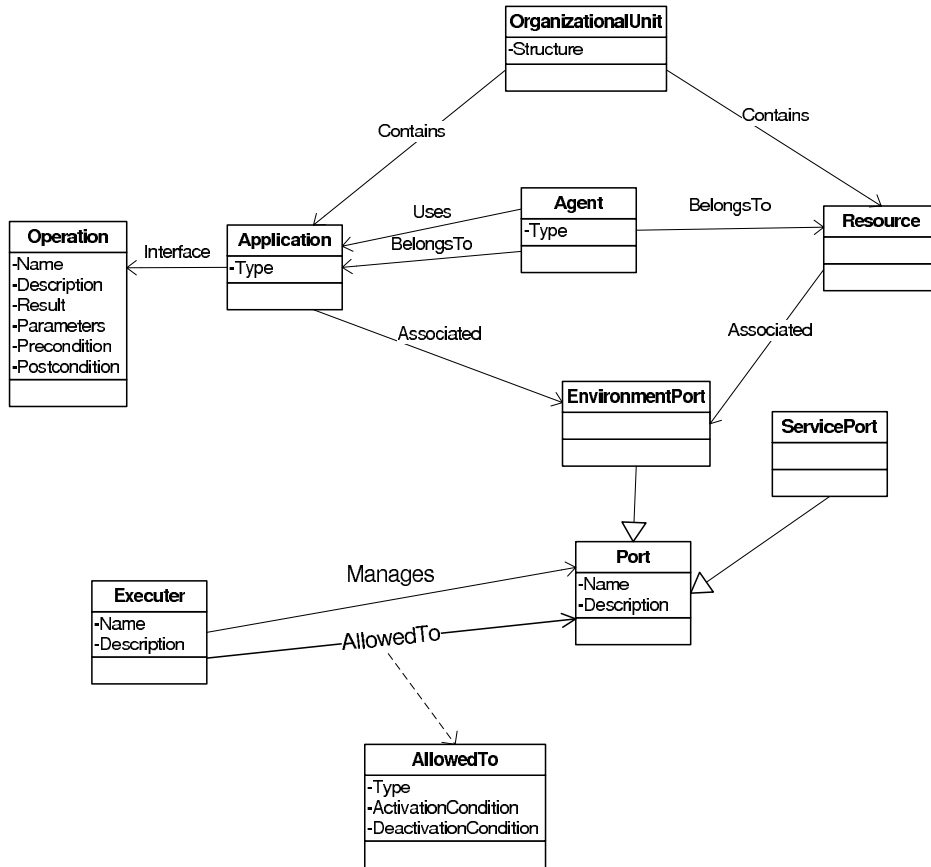 OrganizationalUnit
-Structure
Contains
Contains
Agent
-Type
Uses
BelongsTo
BelongsTo
Resource
Operation
-Name
-Description
-Result
-Parameters
-Precondition
-Postcondition
Interface
Application
-Type
Associated
Associated
EnvironmentPort
ServicePort
Port
-Name
-Description
Manages
Executer
-Name
-Description
AllowedTo
AllowedTo
-Type
-ActivationCondition
-DeactivationCondition